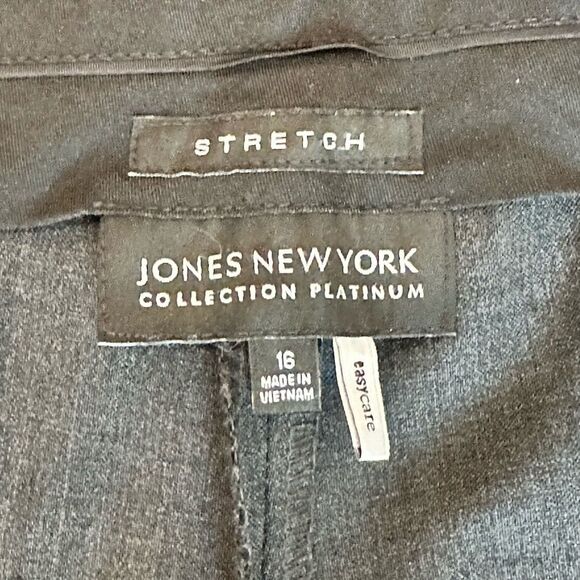 STRETCH
JONES NEW YORK
COLLECTION PLATINUM
16
MADE IN
VIETNAM
easycare